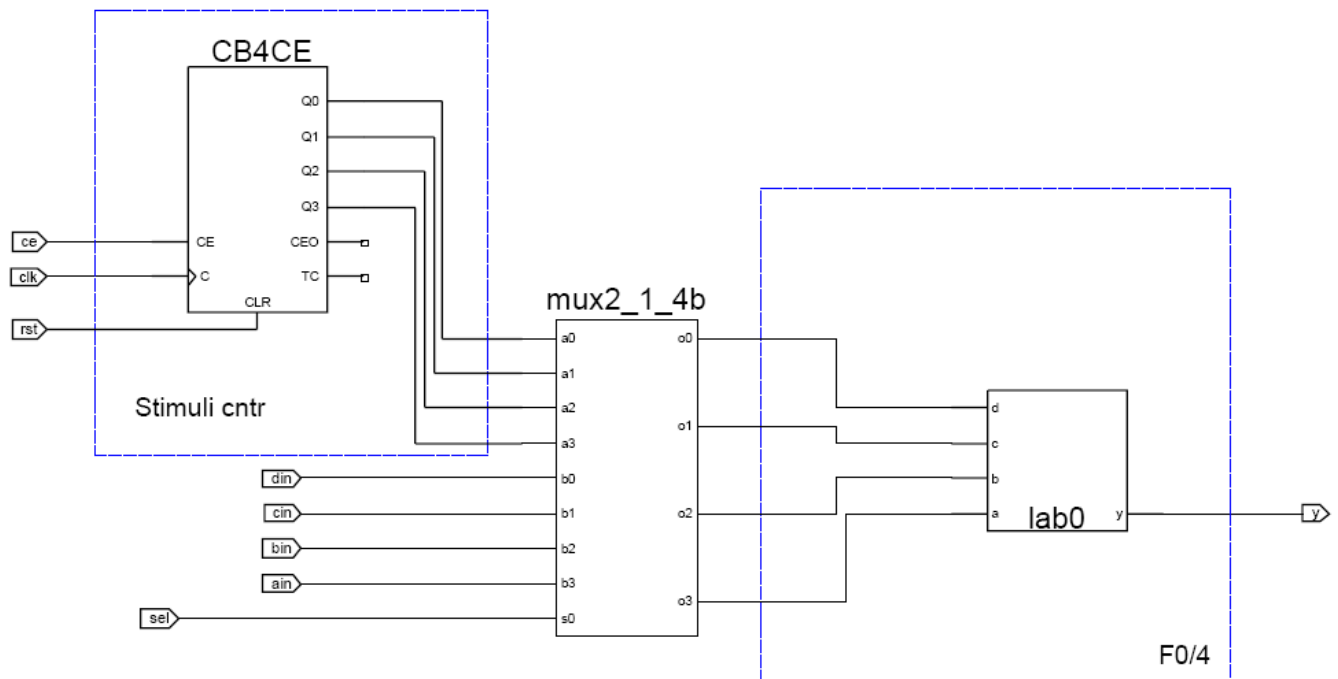 CB4CE
Q0
Q1
Q2
Q3
ce
CE
CEO
clk
C
TC
CLR
rst
Stimuli cntr
mux2_1_4b
a0
o0
a1
a2
d
a3
o1
c
din
b0
b
cin
b1
o2
a
lab0
y
y
bin
b2
ain
b3
o3
sel
s0
F0/4